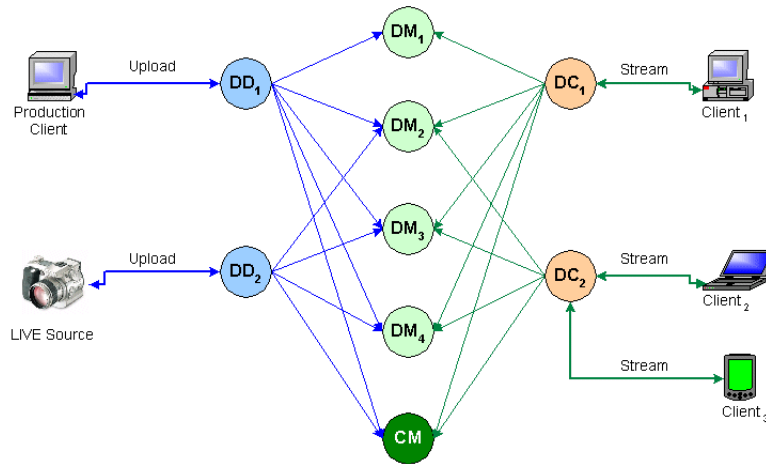 DM1
Upload
Stream
DD1
DC1
Production
Client
Client1
DM2
DM3
Upload
Stream
DD2
DC2
LIVE Source
Client2
DM4
Stream
Client3
CM